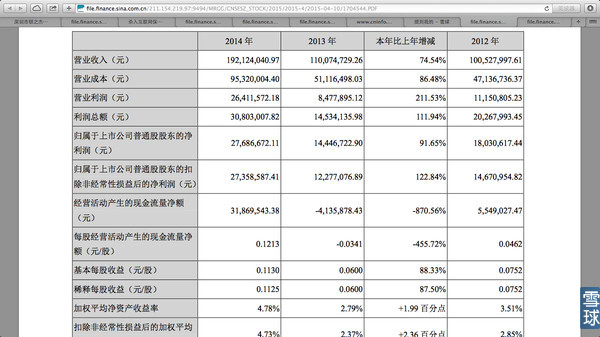 file.finance.sina.com.cn/211.154.219.97:9494/MRGG/CNSESZ_STOCK/2015/2015-4/2015-04-10/1704544.PDF
2014 年 2013 年 本年比上年增减 2012 年
营业收入（元） 192,124,040.97 110,074,729.26 74.54% 100,527,997.61
营业成本（元） 95,320,004.40 51,116,498.03 86.48% 47,136,736.37
营业利润（元） 26,411,572.18 8,477,895.12 211.53% 11,150,805.23
利润总额（元） 30,803,007.82 14,534,135.98 111.94% 20,267,993.45
归属于上市公司普通股股东的净
利润（元） 27,686,672.11 14,446,722.90 91.65% 18,030,617.44
归属于上市公司普通股股东的扣
除非经常性损益后的净利润（元） 27,358,587.41 12,277,076.89 122.84% 14,670,954.82
经营活动产生的现金流量净额
（元） 31,869,543.38 -4,135,878.43 -870.56% 5,549,027.47
每股经营活动产生的现金流量净
额（元/股） 0.1213 -0.0341 -455.72% 0.0462
基本每股收益（元/股） 0.1130 0.0600 88.33% 0.0752
稀释每股收益（元/股） 0.1125 0.0600 87.50% 0.0752
加权平均净资产收益率 4.78% 2.79% +1.99 百分点 3.51%
扣除非经常性损益后的加权平均 4.73% 2.37% +2.36 百分点 2.85%
雪球